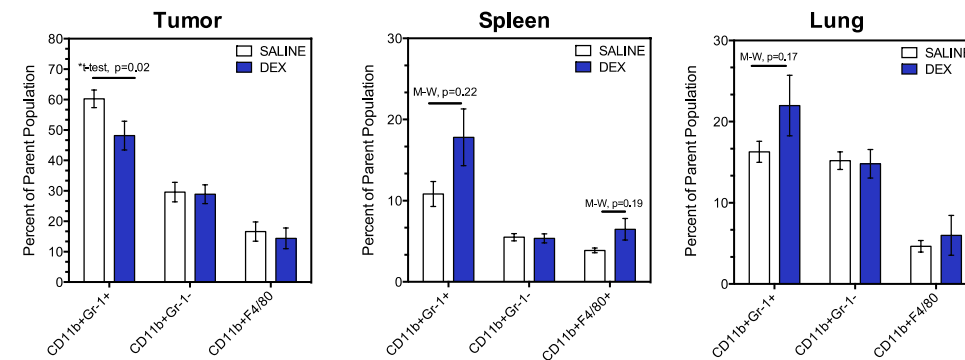 Tumor
Percent of Parent Population
80
70
60
50
40
30
20
10
0
SALINE
DEX
*t-test, p=0.02
CD11b+Gr-1+
CD11b+Gr-1-
CD11b+F4/80
Spleen
Percent of Parent Population
30
20
10
0
SALINE
DEX
M-W, p=0.22
M-W, p=0.19
CD11b+Gr-1+
CD11b+Gr-1-
CD11b+F4/80+
Lung
Percent of Parent Population
30
20
10
0
SALINE
DEX
M-W, p=0.17
CD11b+Gr-1+
CD11b+Gr-1-
CD11b+F4/80